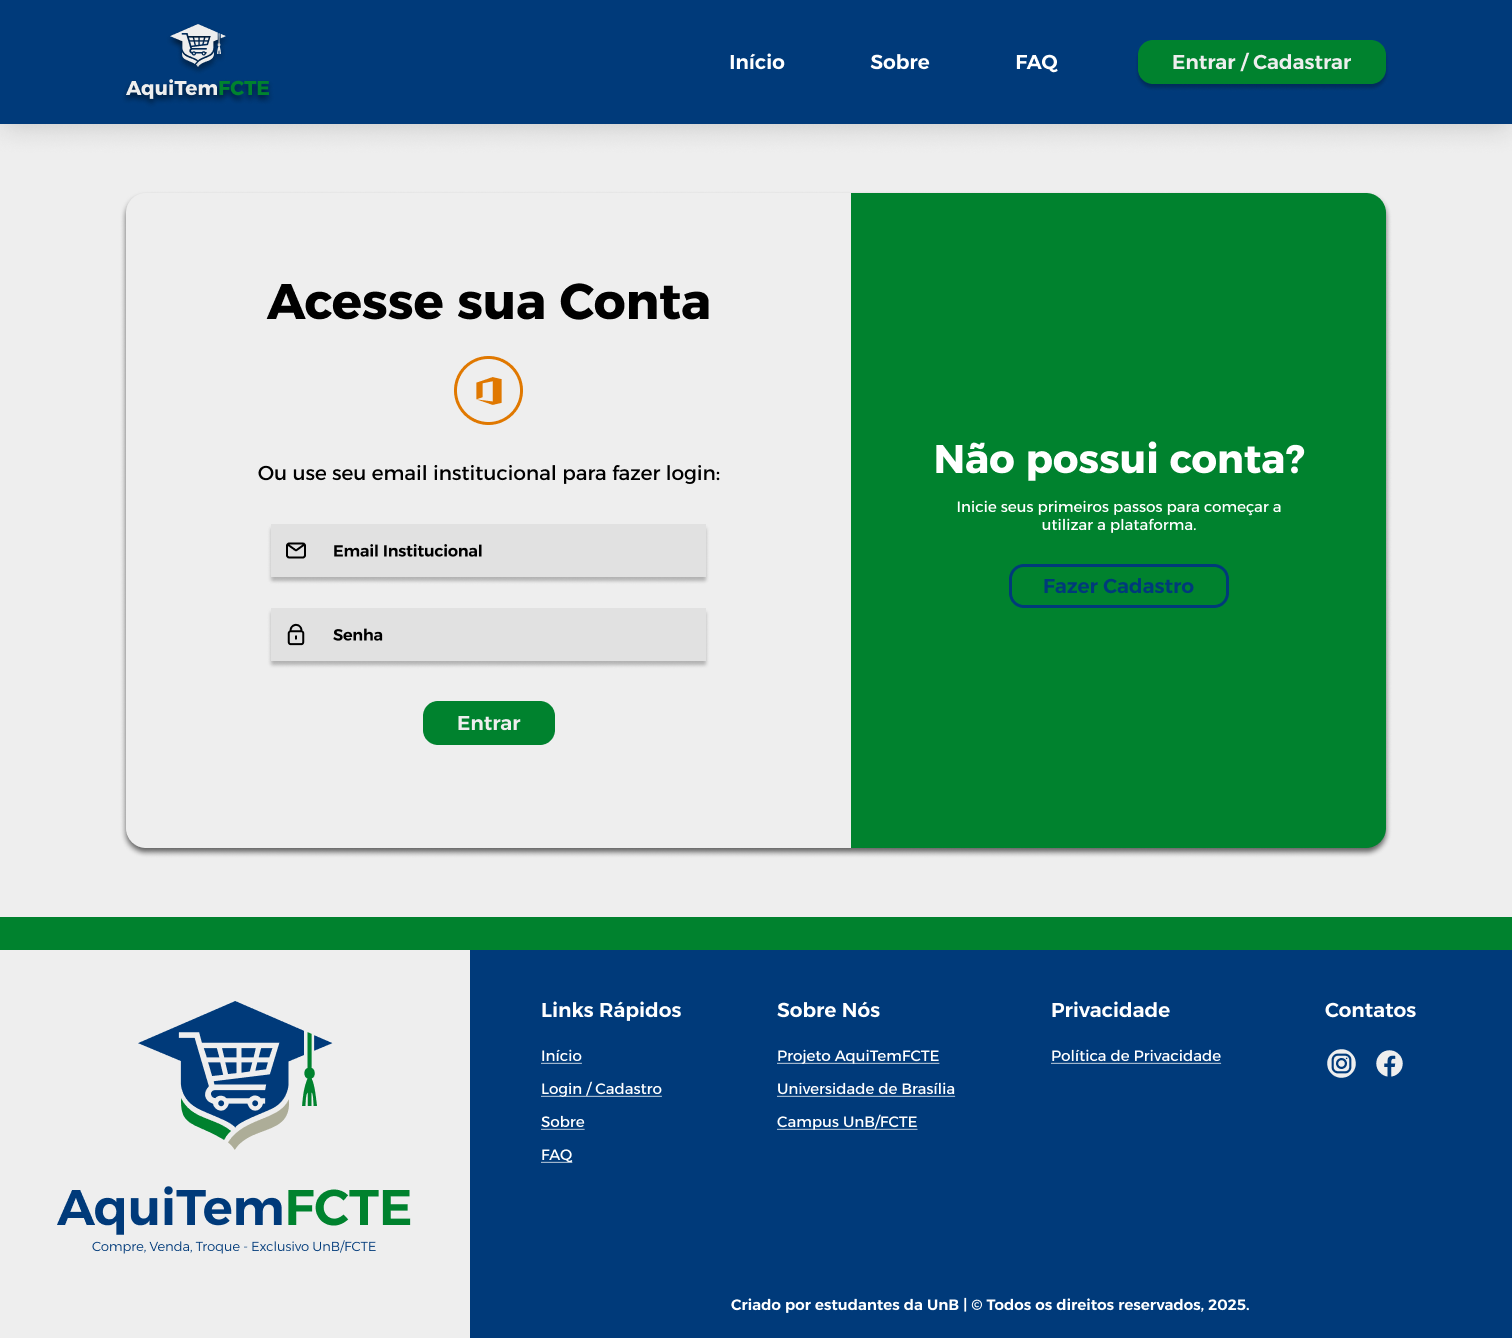 AquiTemFCTE
Início
Sobre
FAQ
Entrar / Cadastrar
Acesse sua Conta
Ou use seu email institucional para fazer login:
Email Institucional
Senha
Entrar
Não possui conta?
Inicie seus primeiros passos para começar a
utilizar a plataforma.
Fazer Cadastro
AquiTemFCTE
Compre, Venda, Troque - Exclusivo UnB/FCTE
Links Rápidos
Início
Login / Cadastro
Sobre
FAQ
Sobre Nós
Projeto AquiTemFCTE
Universidade de Brasília
Campus UnB/FCTE
Privacidade
Política de Privacidade
Contatos
Criado por estudantes da UnB | © Todos os direitos reservados, 2025.